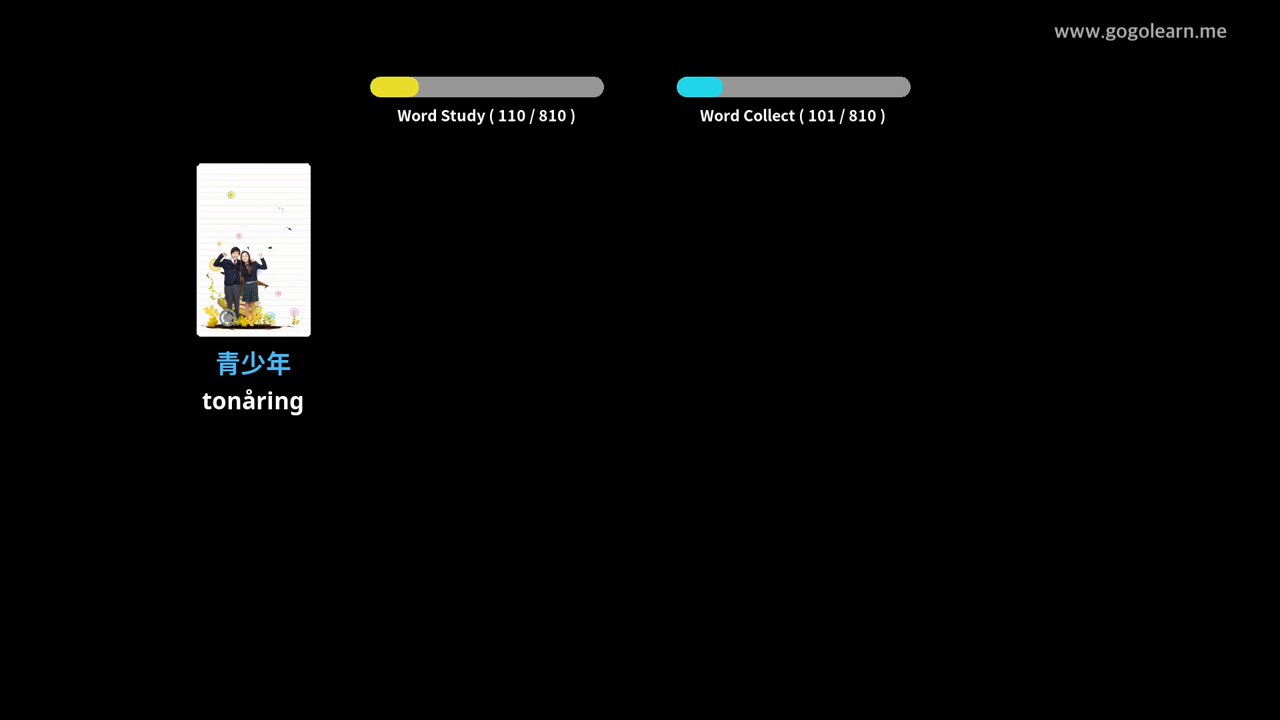 www.gogolearn.me
Word Study ( 110 / 810 )
Word Collect ( 101 / 810 )
青少年
tonåring